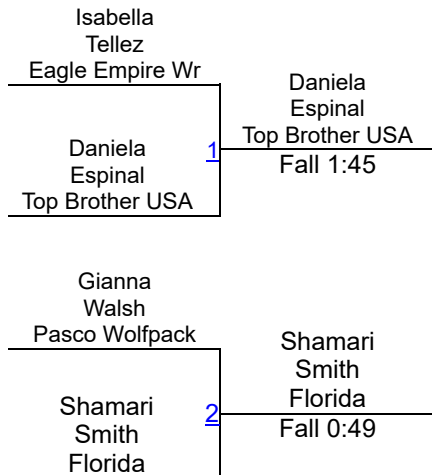 Isabella
Tellez
Eagle Empire Wr
Daniela
Espinal
Top Brother USA
1
Daniela
Espinal
Top Brother USA
Fall 1:45
Gianna
Walsh
Pasco Wolfpack
Shamari
Smith
Florida
2
Shamari
Smith
Florida
Fall 0:49